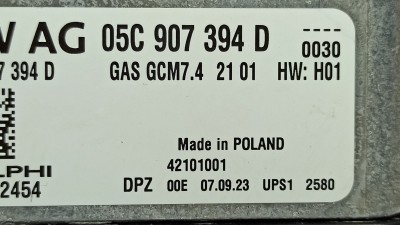 W AG 05C 907 394 D
----
0030
7 394 D GAS GCM7.4 21 01 HW: H01
Made in POLAND
42101001
LPHI
2454 DPZ 00E 07.09.23 UPS1 2580